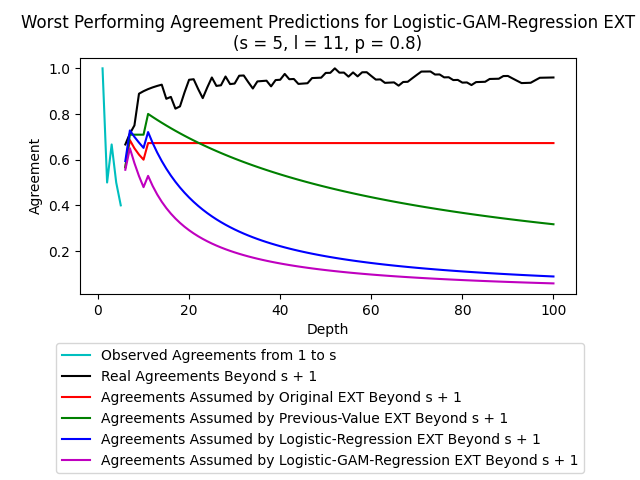 Worst Performing Agreement Predictions for Logistic-GAM-Regression EXT
(s = 5, l = 11, p = 0.8)
1.0
0.8
0.6
0.4
0.2
Agreement
0 20 40 60 80 100
Depth
Observed Agreements from 1 to s
Real Agreements Beyond s + 1
Agreements Assumed by Original EXT Beyond s + 1
Agreements Assumed by Previous-Value EXT Beyond s + 1
Agreements Assumed by Logistic-Regression EXT Beyond s + 1
Agreements Assumed by Logistic-GAM-Regression EXT Beyond s + 1